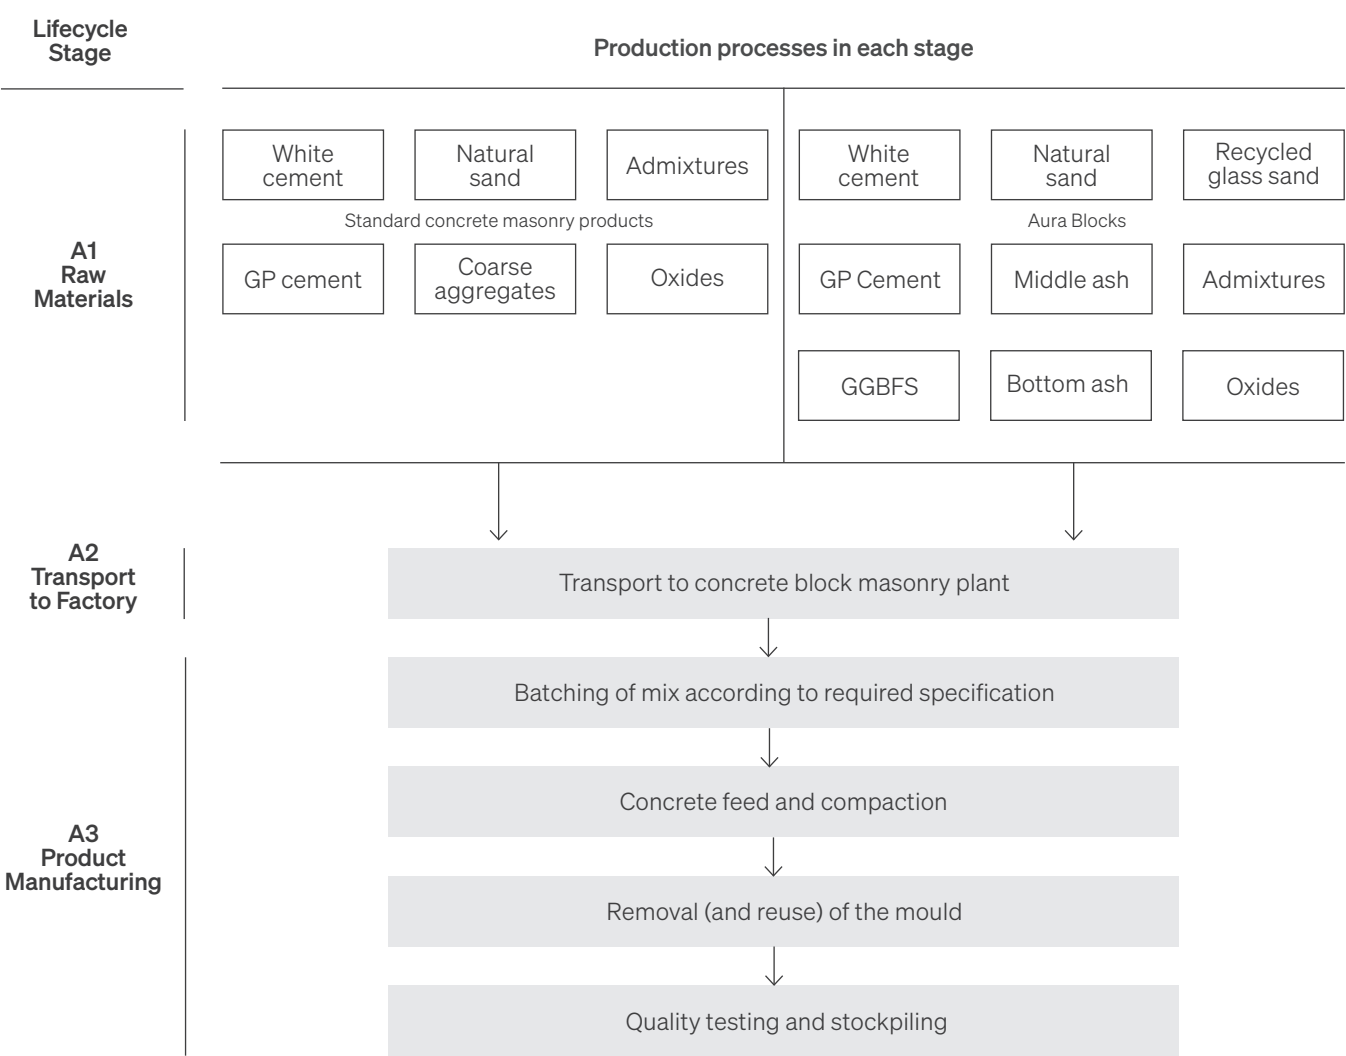 Lifecycle
Stage
Production processes in each stage
A1
Raw
Materials
White
cement
Natural
sand
Admixtures
Standard concrete masonry products
GP cement
Coarse
aggregates
Oxides
White
cement
Natural
sand
Recycled
glass sand
Aura Blocks
GP Cement
Middle ash
Admixtures
GGBFS
Bottom ash
Oxides
A2
Transport
to Factory
Transport to concrete block masonry plant
A3
Product
Manufacturing
Batching of mix according to required specification
Concrete feed and compaction
Removal (and reuse) of the mould
Quality testing and stockpiling